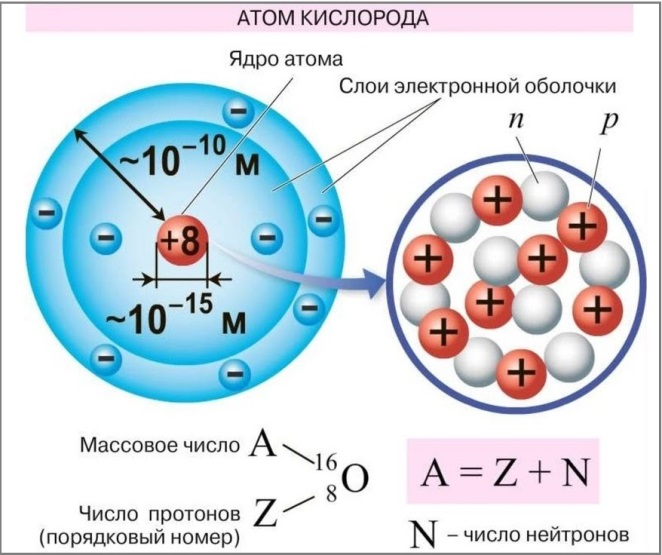 АТОМ КИСЛОРОДА
Ядро атома
Слои электронной оболочки
n p
~10⁻¹⁰ м
+8
~10⁻¹⁵ м
− − − − − − − −
+ + + + + + + +
Массовое число A
16
O
8
Число протонов
(порядковый номер) Z
A = Z + N
N – число нейтронов